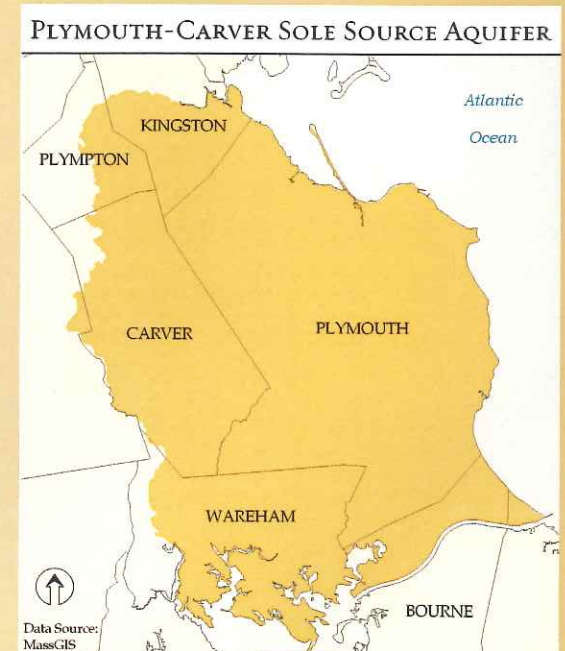 PLYMOUTH-CARVER SOLE SOURCE AQUIFER
Atlantic
Ocean
KINGSTON
PLYMPTON
CARVER
PLYMOUTH
WAREHAM
BOURNE
Data Source:
MassGIS